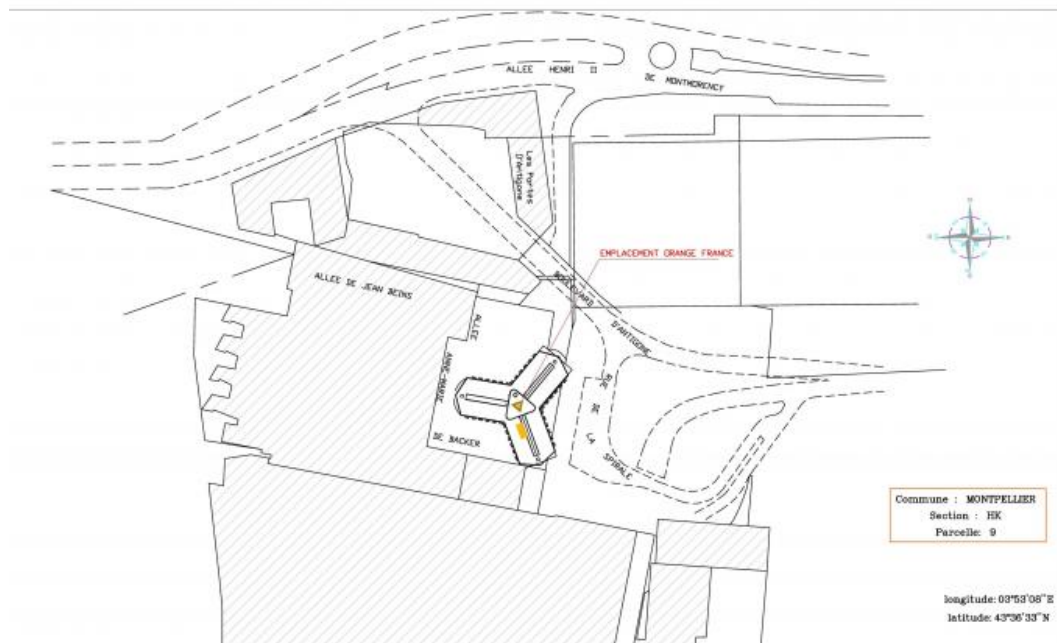 ALLEE HENRI II
DE MONTMORENCY
Les Portes
D'antigone
EMPLACEMENT ORANGE FRANCE
BOULEVARD
D'ANTIGONE
ALLEE DE JEAN BEINS
ALLEE
ANNE-MARIE
DE BACKER
RUE DE
LA
SPIRALE
Commune : MONTPELLIER
Section : HK
Parcelle: 9
longitude: 03°53'08"E
latitude: 43°36'33"N